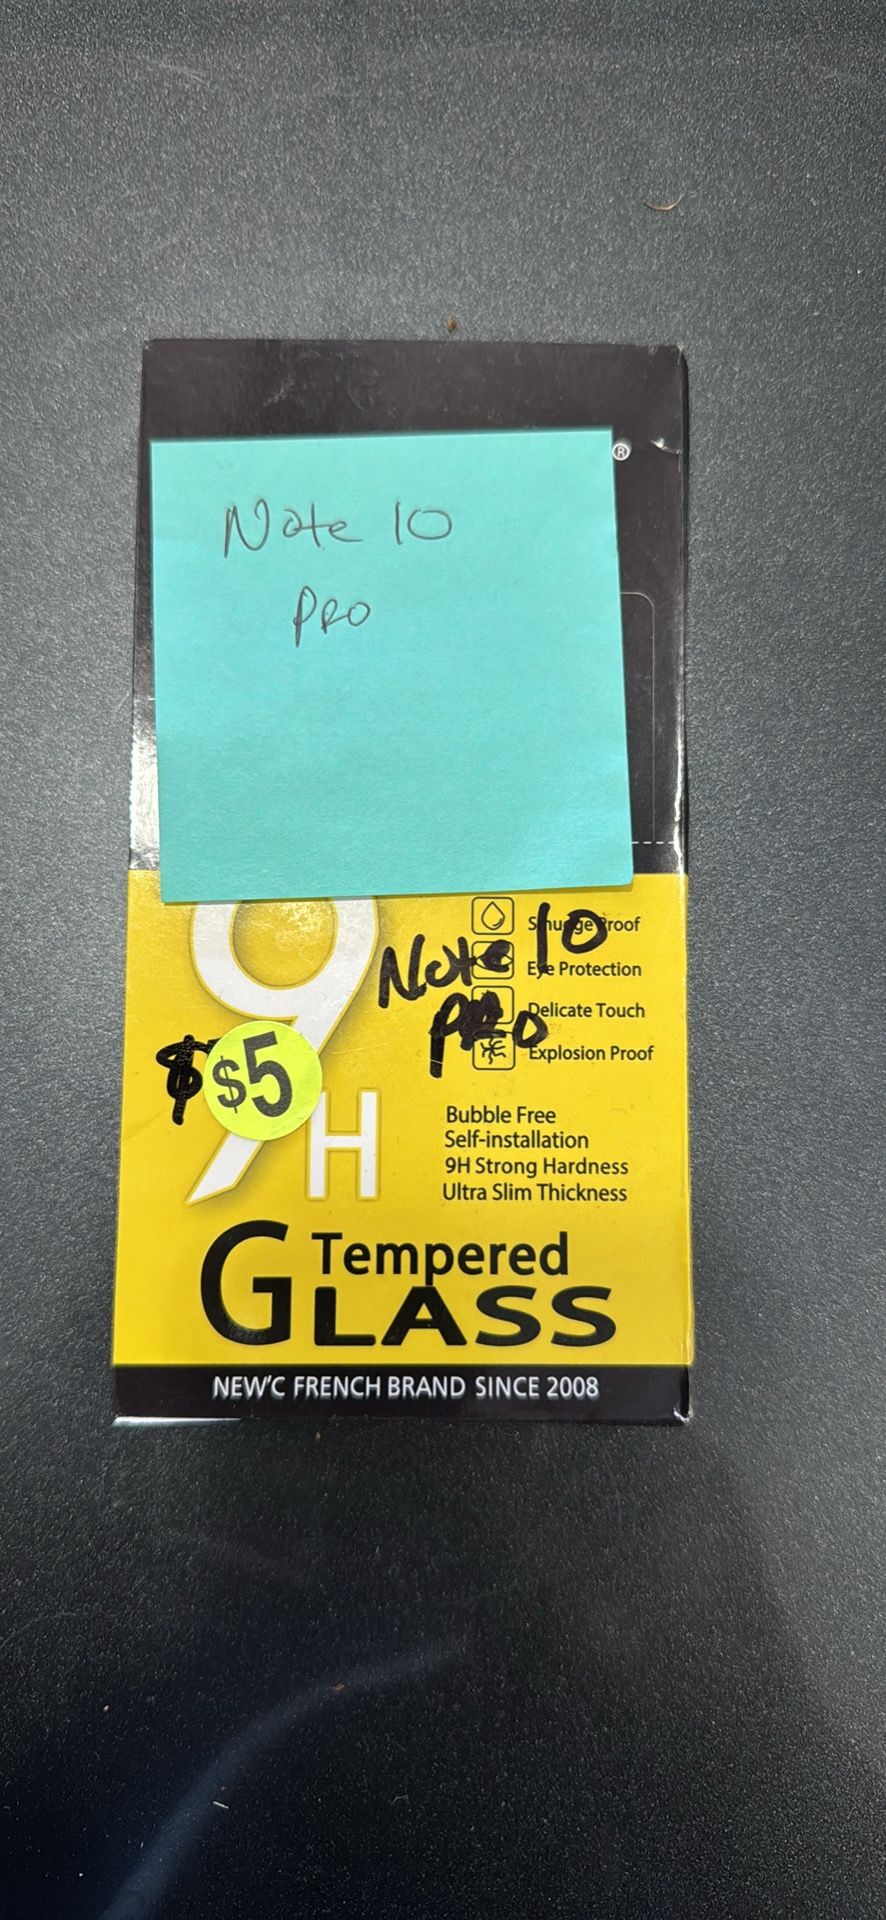 ®
Note 10
PRO
9H
Smudge Proof
Eye Protection
Delicate Touch
Explosion Proof
Note 10
PRO
$
$5
Bubble Free
Self-installation
9H Strong Hardness
Ultra Slim Thickness
Tempered
GLASS
NEW'C FRENCH BRAND SINCE 2008